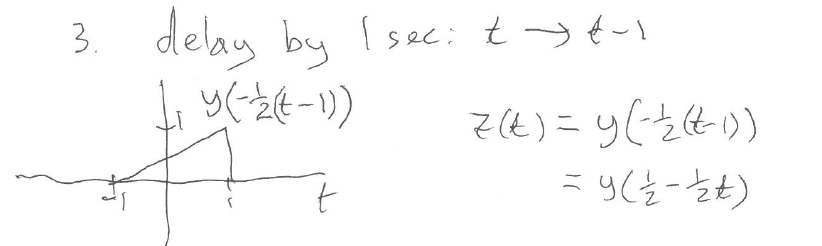 3. delay by 1 sec: t → t-1
1 y(-½(t-1))
z(t) = y(-½(t-1))
= y(½-½t)
-1 1 t